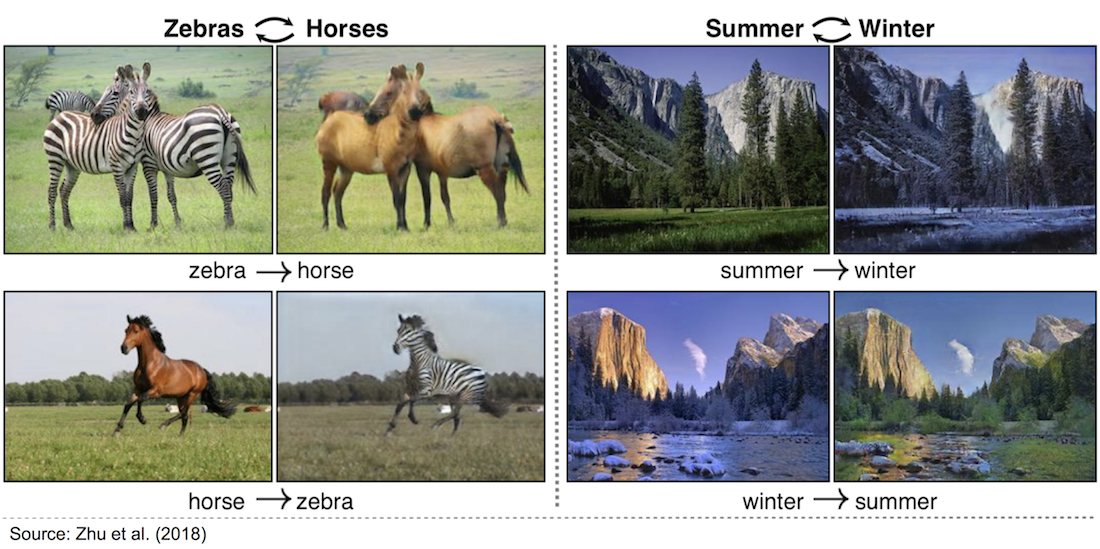 Zebras Horses
Summer Winter
zebra horse
summer winter
horse zebra
winter summer
Source: Zhu et al. (2018)